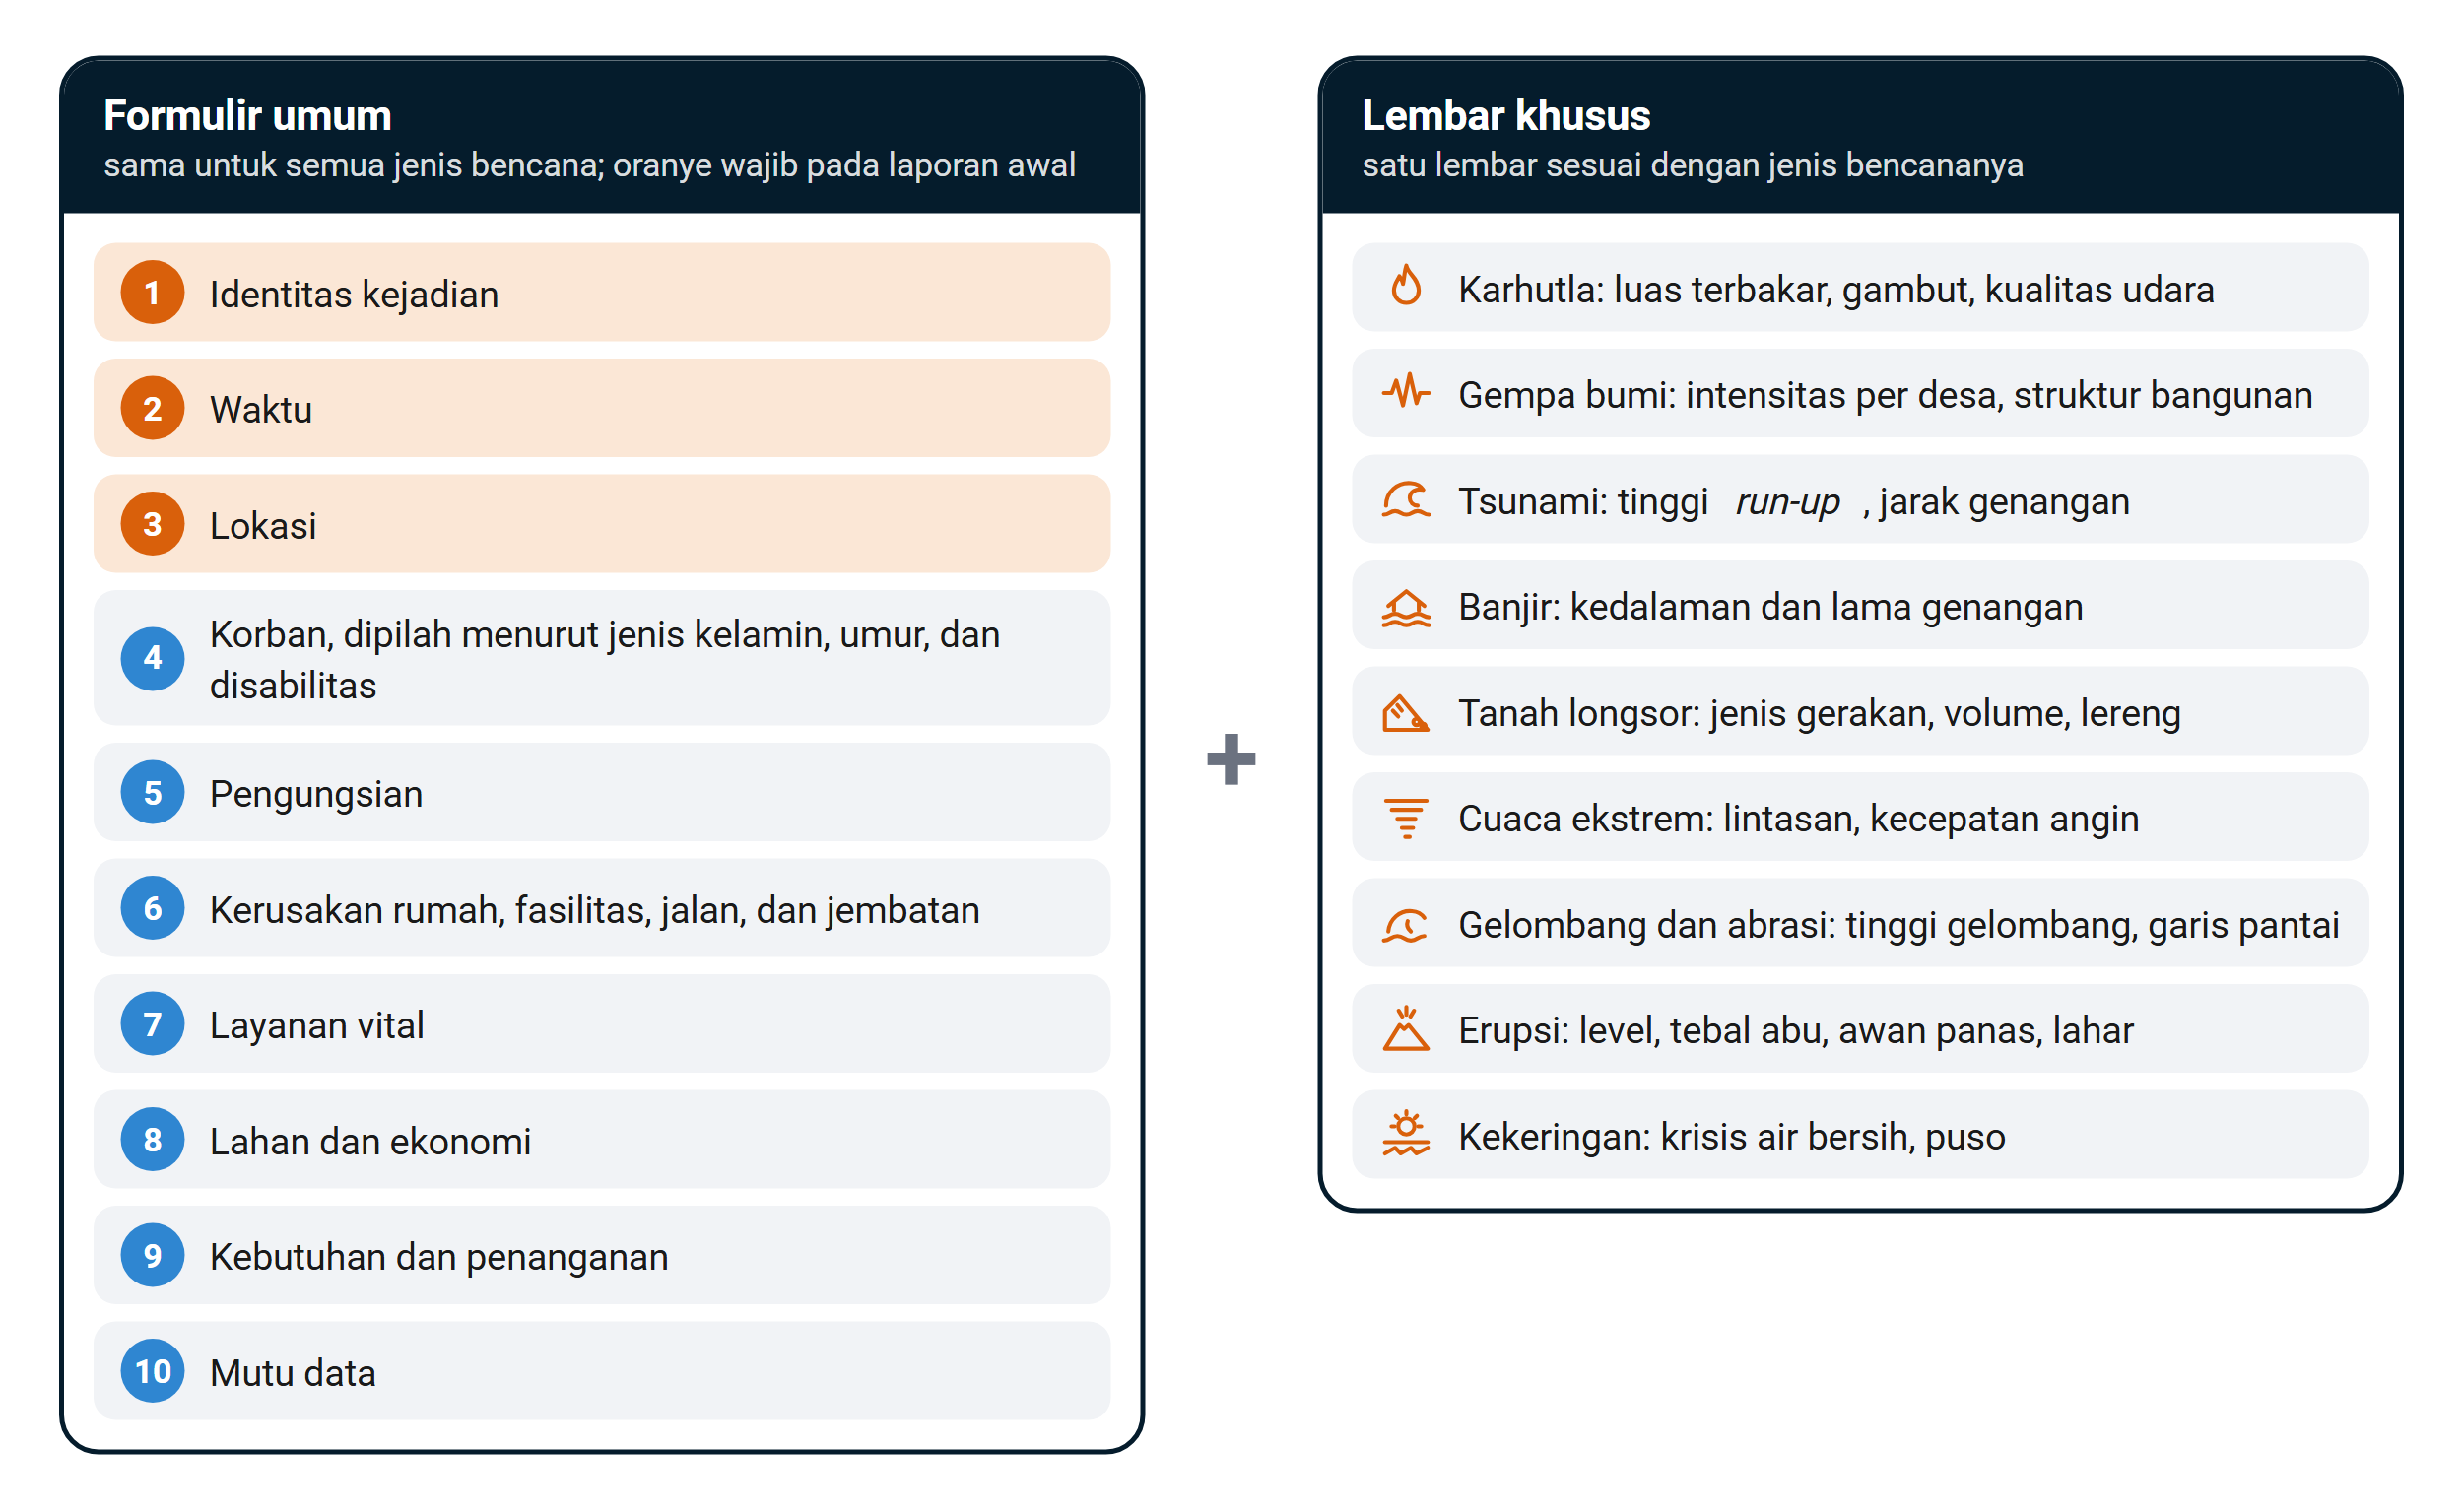 Formulir umum
sama untuk semua jenis bencana; oranye wajib pada laporan awal
1 Identitas kejadian
2 Waktu
3 Lokasi
4 Korban, dipilah menurut jenis kelamin, umur, dan
disabilitas
5 Pengungsian
6 Kerusakan rumah, fasilitas, jalan, dan jembatan
7 Layanan vital
8 Lahan dan ekonomi
9 Kebutuhan dan penanganan
10 Mutu data
+
Lembar khusus
satu lembar sesuai dengan jenis bencananya
Karhutla: luas terbakar, gambut, kualitas udara
Gempa bumi: intensitas per desa, struktur bangunan
Tsunami: tinggi run-up , jarak genangan
Banjir: kedalaman dan lama genangan
Tanah longsor: jenis gerakan, volume, lereng
Cuaca ekstrem: lintasan, kecepatan angin
Gelombang dan abrasi: tinggi gelombang, garis pantai
Erupsi: level, tebal abu, awan panas, lahar
Kekeringan: krisis air bersih, puso